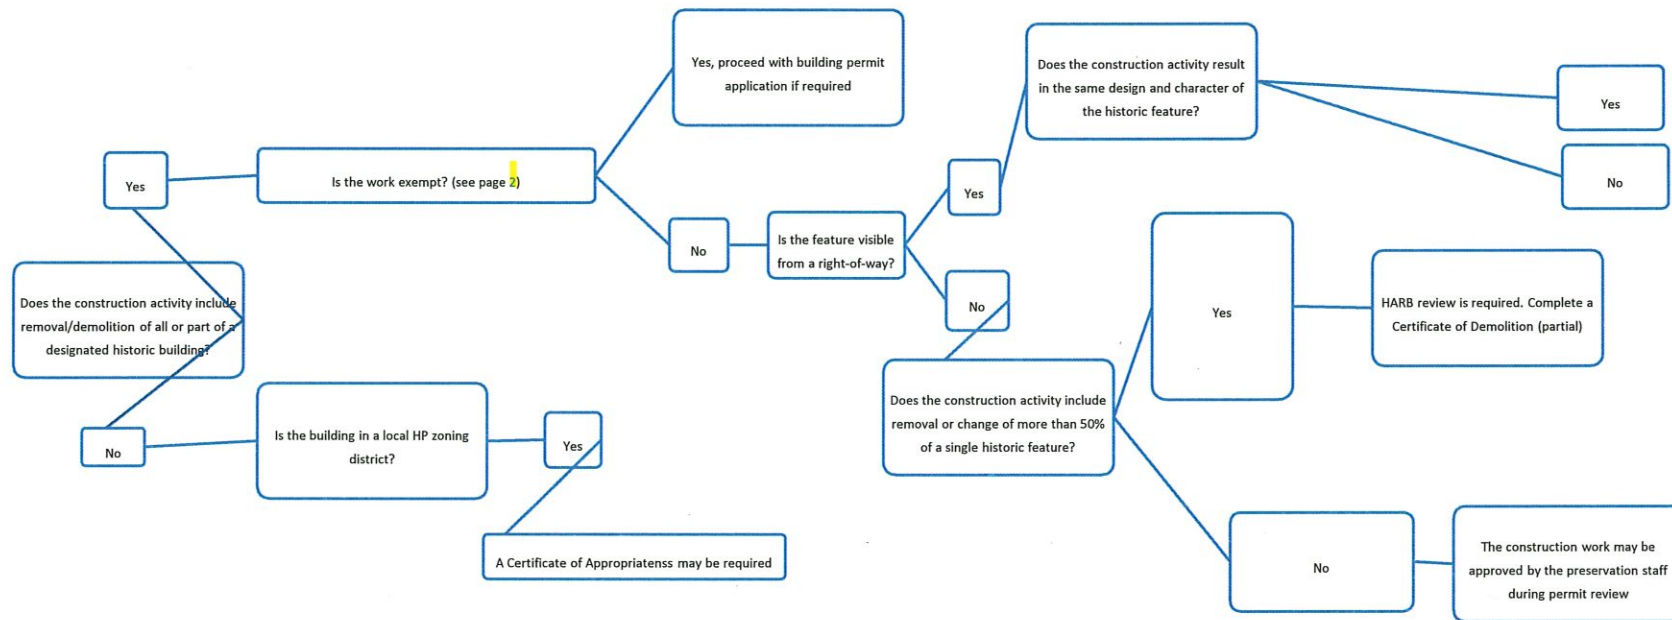 Yes, proceed with building permit
application if required
Does the construction activity result
in the same design and character of
the historic feature?
Yes
No
Yes
Is the work exempt? (see page 2)
Yes
No
Is the feature visible
from a right-of-way?
No
Does the construction activity include
removal/demolition of all or part of a
designated historic building?
Yes
HARB review is required. Complete a
Certificate of Demolition (partial)
Does the construction activity include
removal or change of more than 50%
of a single historic feature?
No
Is the building in a local HP zoning
district?
Yes
A Certificate of Appropriatenss may be required
No
The construction work may be
approved by the preservation staff
during permit review